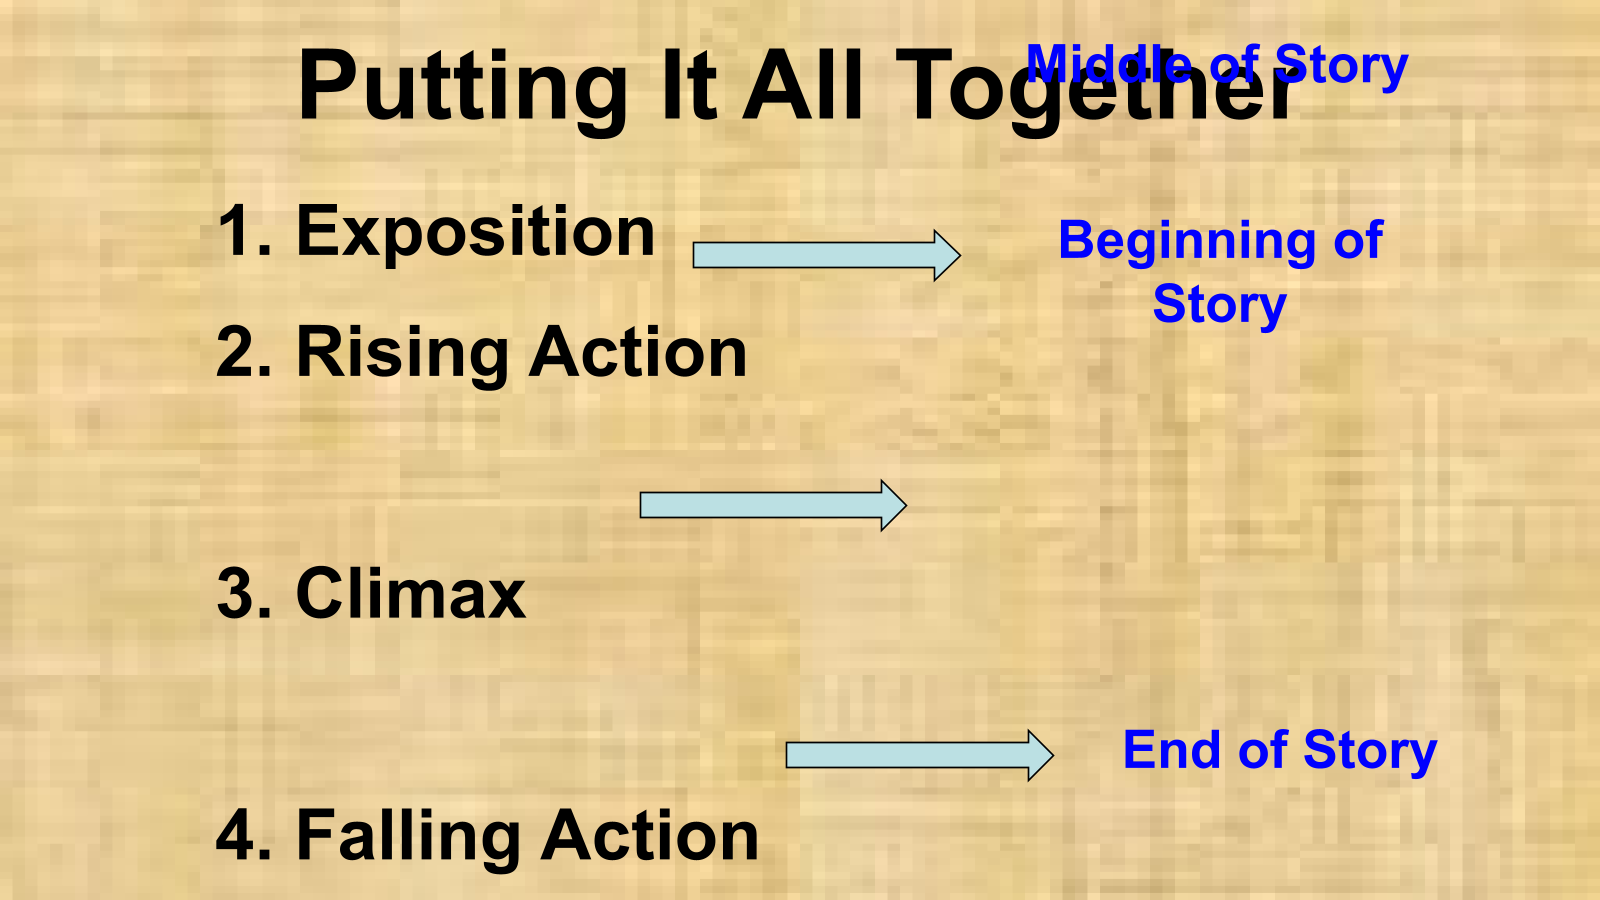 Putting It All Together
Middle of Story
1. Exposition
Beginning of
Story
2. Rising Action
3. Climax
End of Story
4. Falling Action